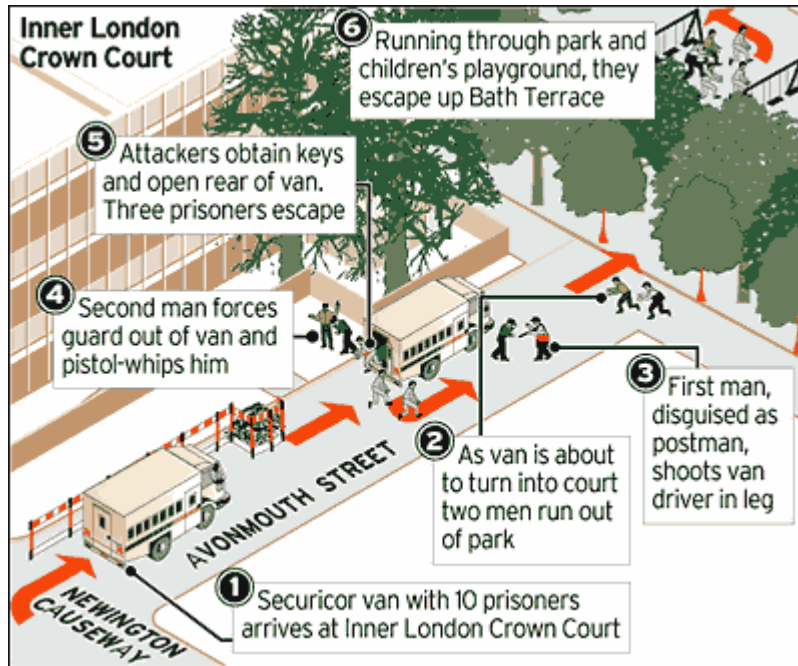 Inner London
Crown Court
6
Running through park and
children's playground, they
escape up Bath Terrace
5
Attackers obtain keys
and open rear of van.
Three prisoners escape
4
Second man forces
guard out of van and
pistol-whips him
3
First man,
disguised as
postman,
shoots van
driver in leg
2
As van is about
to turn into court
two men run out
of park
AVONMOUTH STREET
1
Securicor van with 10 prisoners
arrives at Inner London Crown Court
NEWINGTON
CAUSEWAY